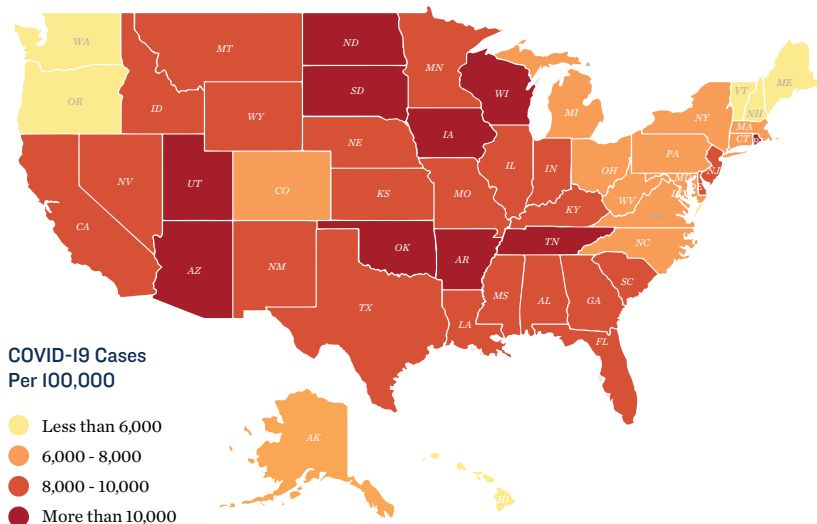 WA
MT
ND
MN
ME
VT
NH
OR
ID
SD
WI
MI
NY
MA
CT
WY
IA
PA
NJ
NE
NV
UT
CO
IL
IN
OH
KS
MO
WV
KY
CA
NC
TN
OK
AZ
NM
AR
SC
MS
AL
GA
TX
LA
FL
COVID-19 Cases
Per 100,000
Less than 6,000
6,000 - 8,000
8,000 - 10,000
More than 10,000
AK
HI